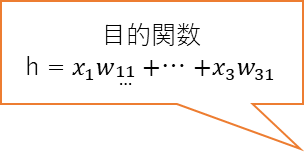 目的関数
h = x₁w₁₁ +⋯ +x₃w₃₁
…